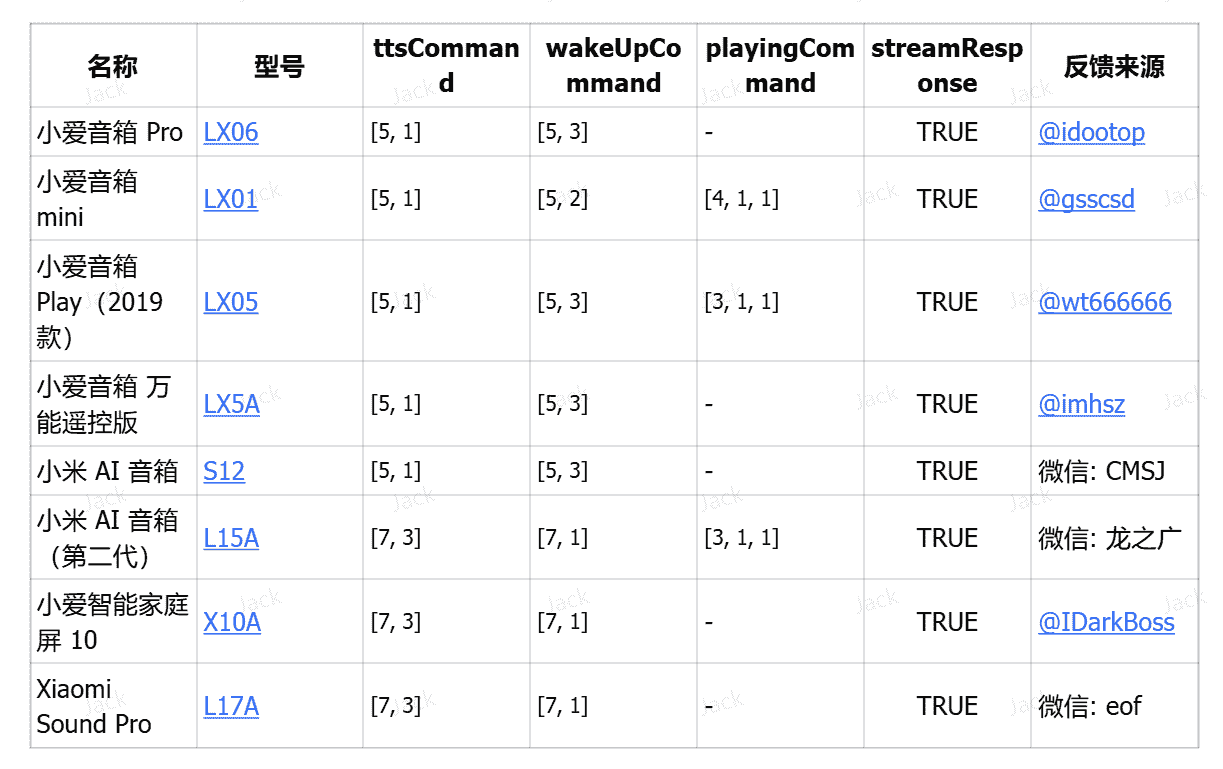 名称 型号 ttsComman
d wakeUpCo
mmand playingCom
mand streamResp
onse 反馈来源
小爱音箱 Pro LX06 [5, 1] [5, 3] - TRUE @idootop
小爱音箱
mini LX01 [5, 1] [5, 2] [4, 1, 1] TRUE @gsscsd
小爱音箱
Play（2019
款） LX05 [5, 1] [5, 3] [3, 1, 1] TRUE @wt666666
小爱音箱 万
能遥控版 LX5A [5, 1] [5, 3] - TRUE @imhsz
小米 AI 音箱 S12 [5, 1] [5, 3] - TRUE 微信: CMSJ
小米 AI 音箱
（第二代） L15A [7, 3] [7, 1] [3, 1, 1] TRUE 微信: 龙之广
小爱智能家庭
屏 10 X10A [7, 3] [7, 1] - TRUE @IDarkBoss
Xiaomi
Sound Pro L17A [7, 3] [7, 1] - TRUE 微信: eof
Jack